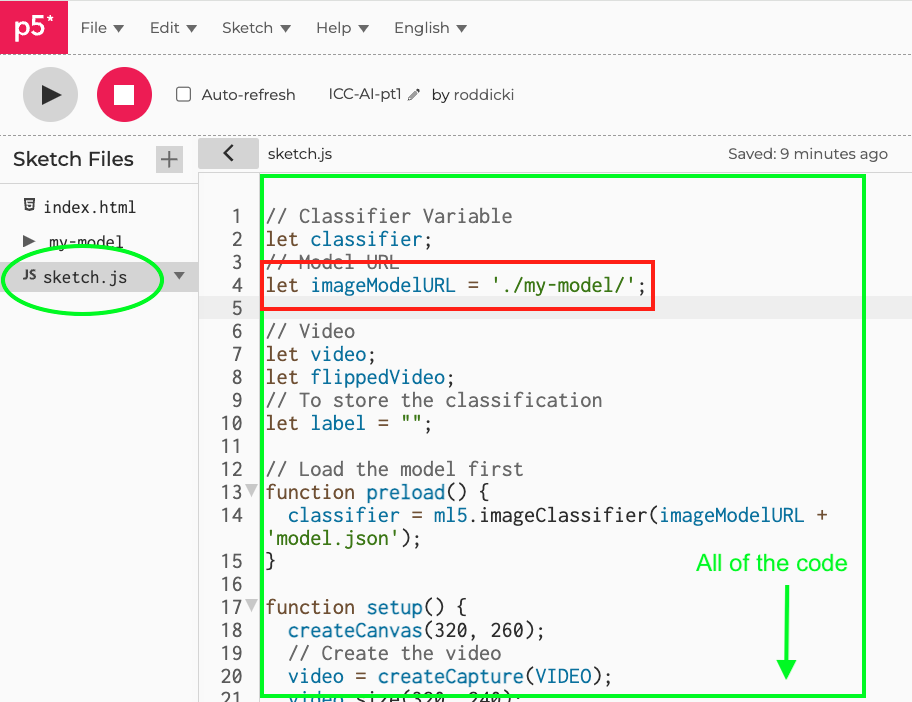 p5* File Edit Sketch Help English
Auto-refresh ICC-AI-pt1 by roddicki
Sketch Files + sketch.js Saved: 9 minutes ago
index.html
my-model
JS sketch.js
1 // Classifier Variable
2 let classifier;
3 // Model URL
4 let imageModelURL = './my-model/';
5
6 // Video
7 let video;
8 let flippedVideo;
9 // To store the classification
10 let label = "";
11
12 // Load the model first
13 function preload() {
14 classifier = ml5.imageClassifier(imageModelURL +
'model.json');
15 }
16
17 function setup() {
18 createCanvas(320, 260);
19 // Create the video
20 video = createCapture(VIDEO);
21 video.size(320, 240);
All of the code